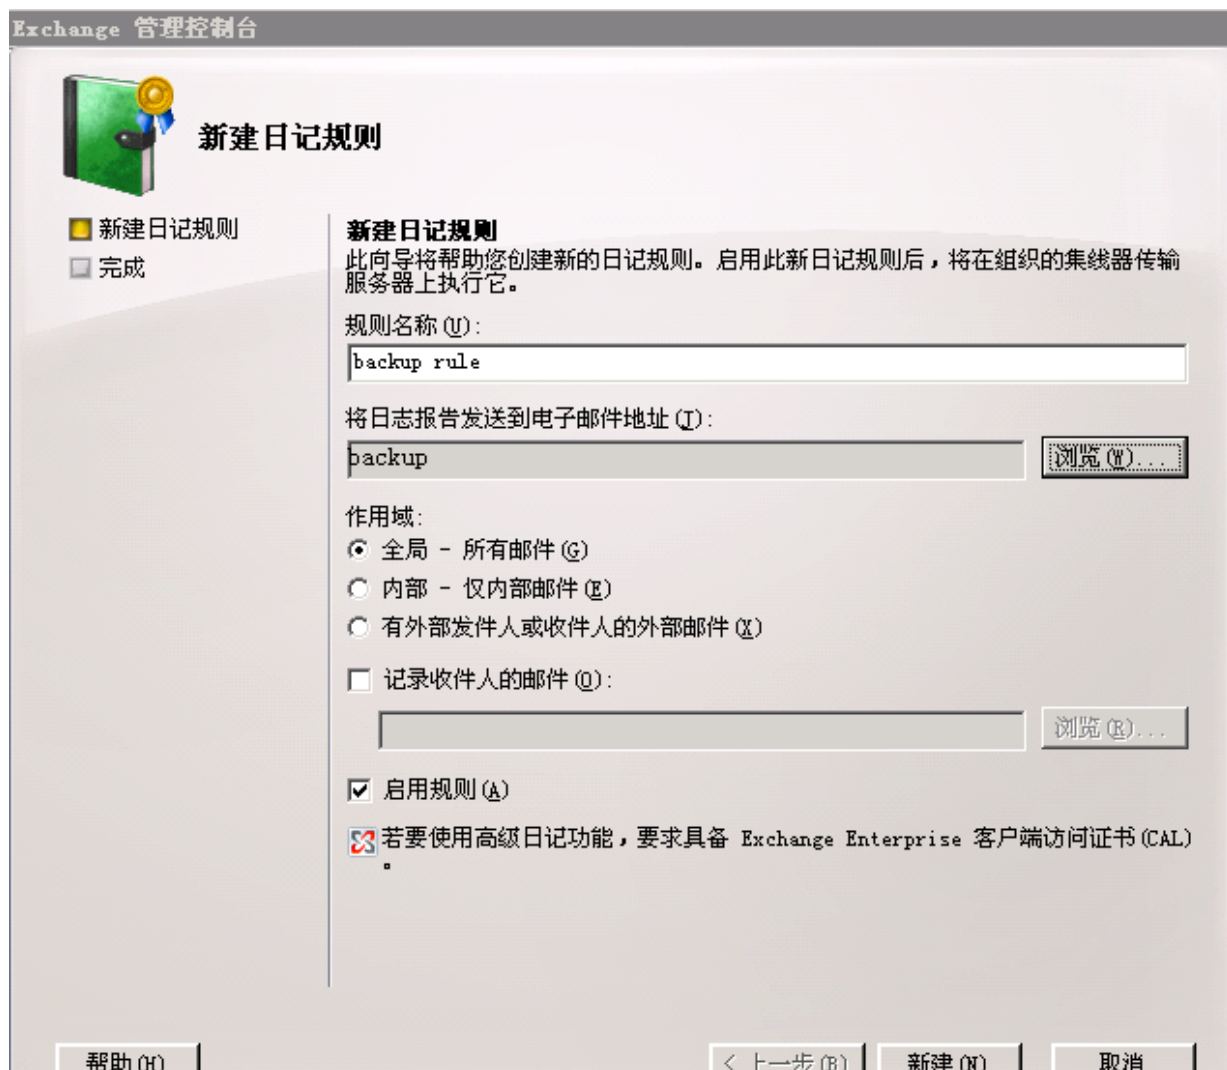 Exchange 管理控制台
新建日记规则
新建日记规则
完成
新建日记规则
此向导将帮助您创建新的日记规则。启用此新日记规则后，将在组织的集线器传输
服务器上执行它。
规则名称(U):
backup rule
将日志报告发送到电子邮件地址(J):
backup
浏览(W)...
作用域:
全局 - 所有邮件(G)
内部 - 仅内部邮件(E)
有外部发件人或收件人的外部邮件(X)
记录收件人的邮件(O):
浏览(R)...
启用规则(A)
若要使用高级日记功能，要求具备 Exchange Enterprise 客户端访问证书(CAL)
。
帮助(H)
< 上一步(B)
新建(N)
取消